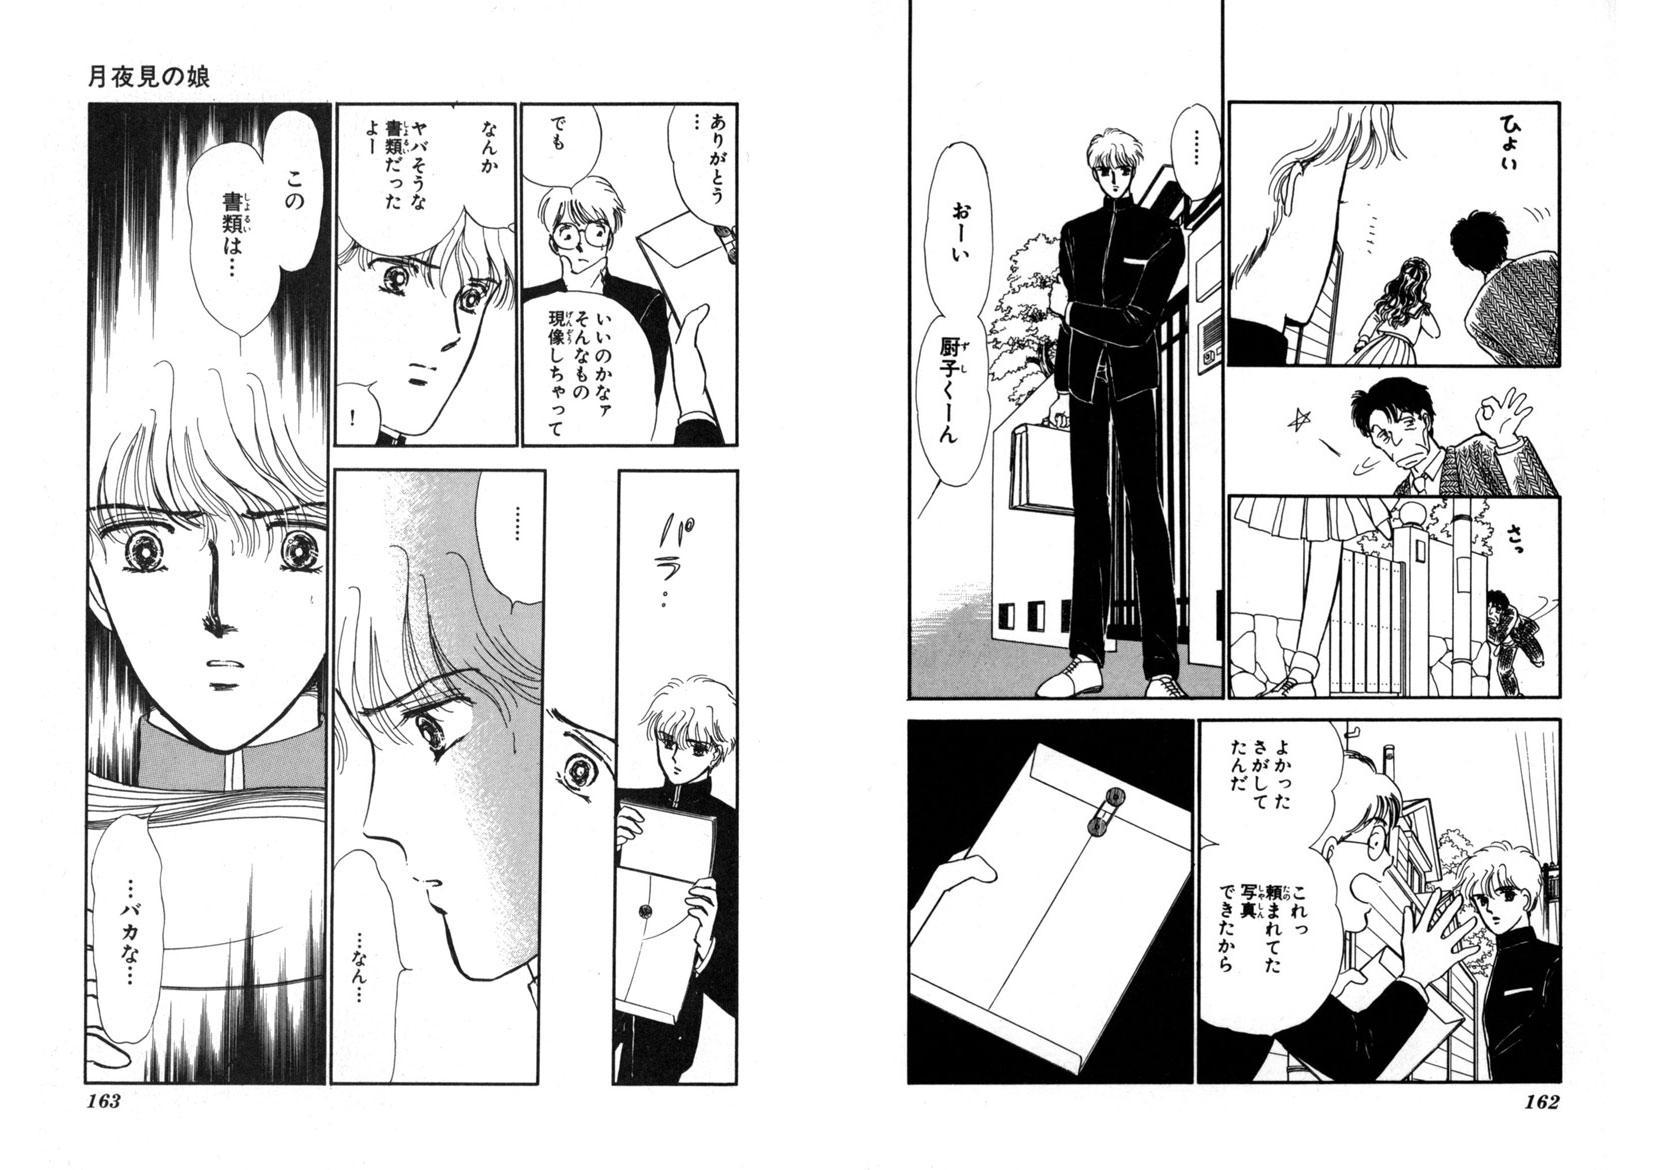 ひょい
さっ
……
おーい
厨子くーん
よかった
さがして
たんだ
これっ
頼まれてた
写真
できたから
162
月夜見の娘
ありがとう
…
でも
いいのかなァ
そんなもの
現像しちゃって
なんか
ヤバそうな
書類だった
よー
！
パラ…
……
…なん…
この
書類は…
…バカな…
163